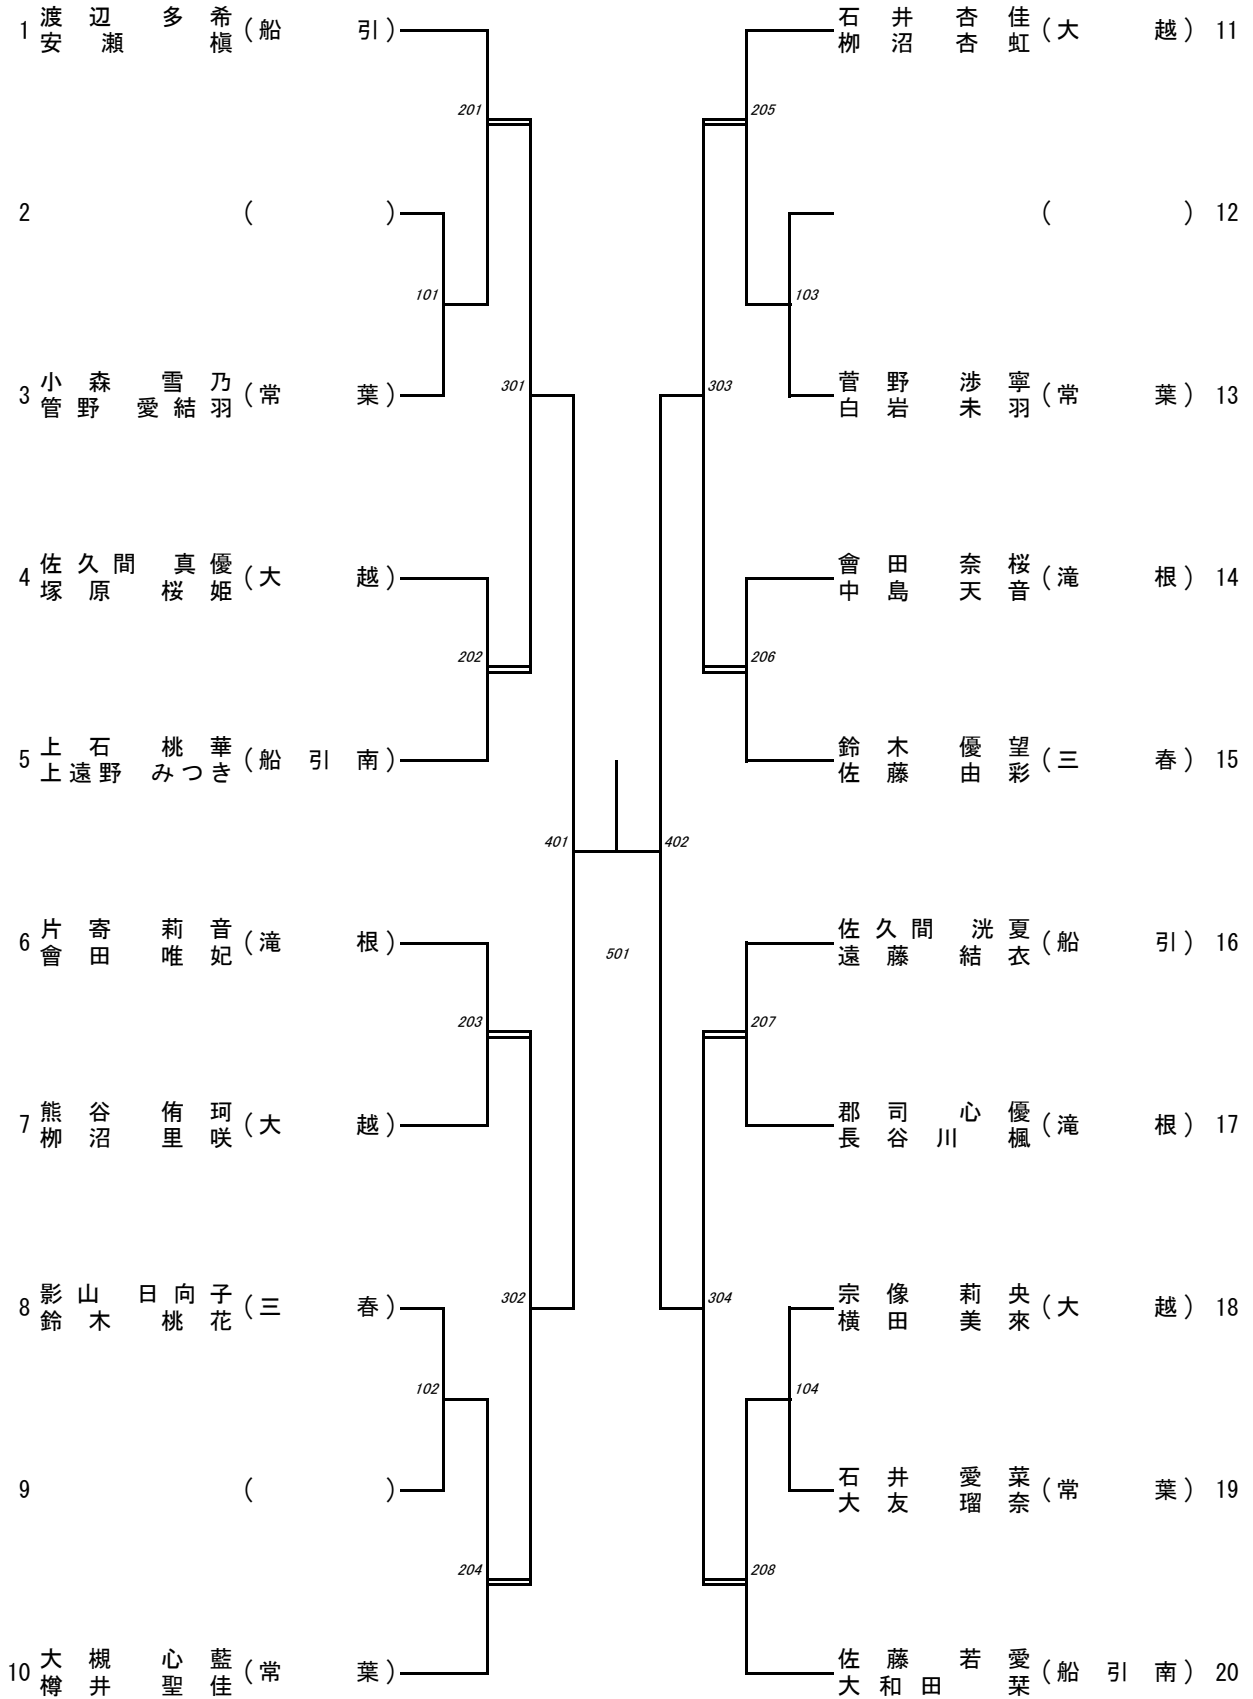 1 渡辺 多希 (船引)
安瀬 槇
201
2 ( )
101
3 小森 雪乃 (常葉)
管野 愛結羽
301
4 佐久間 真優 (大越)
塚原 桜姫
202
5 上石 桃華 (船引南)
上遠野 みつき
401
6 片寄 莉音 (滝根)
會田 唯妃
203
7 熊谷 侑珂 (大越)
栁沼 里咲
302
8 影山 日向子 (三春)
鈴木 桃花
102
9 ( )
204
10 大槻 心藍 (常葉)
樽井 聖佳
501
石井 杏佳 (大越) 11
栁沼 杏虹
205
( ) 12
103
菅野 渉寧 (常葉) 13
白岩 未羽
303
會田 奈桜 (滝根) 14
中島 天音
206
鈴木 優望 (三春) 15
佐藤 由彩
402
佐久間 洸夏 (船引) 16
遠藤 結衣
207
郡司 心優 (滝根) 17
長谷川 楓
304
宗像 莉央 (大越) 18
横田 美來
104
石井 愛菜 (常葉) 19
大友 瑠奈
208
佐藤 若愛 (船引南) 20
大和田 栞